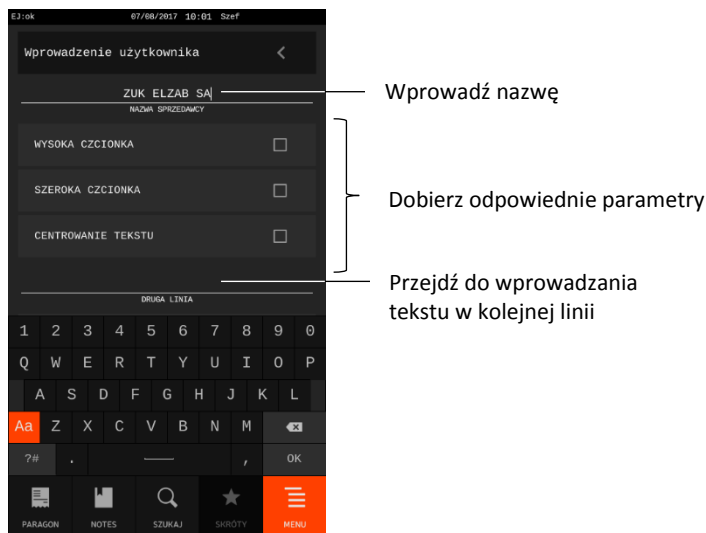 EJ:ok 07/08/2017 10:01 Szef
Wprowadzenie użytkownika
ZUK ELZAB SA
NAZWA SPRZEDAWCY
WYSOKA CZCIONKA
SZEROKA CZCIONKA
CENTROWANIE TEKSTU
DRUGA LINIA
1 2 3 4 5 6 7 8 9 0
Q W E R T Y U I O P
A S D F G H J K L
Aa Z X C V B N M
?# . , OK
PARAGON NOTES SZUKAJ SKRÓTY MENU
Wprowadź nazwę
Dobierz odpowiednie parametry
Przejdź do wprowadzania
tekstu w kolejnej linii